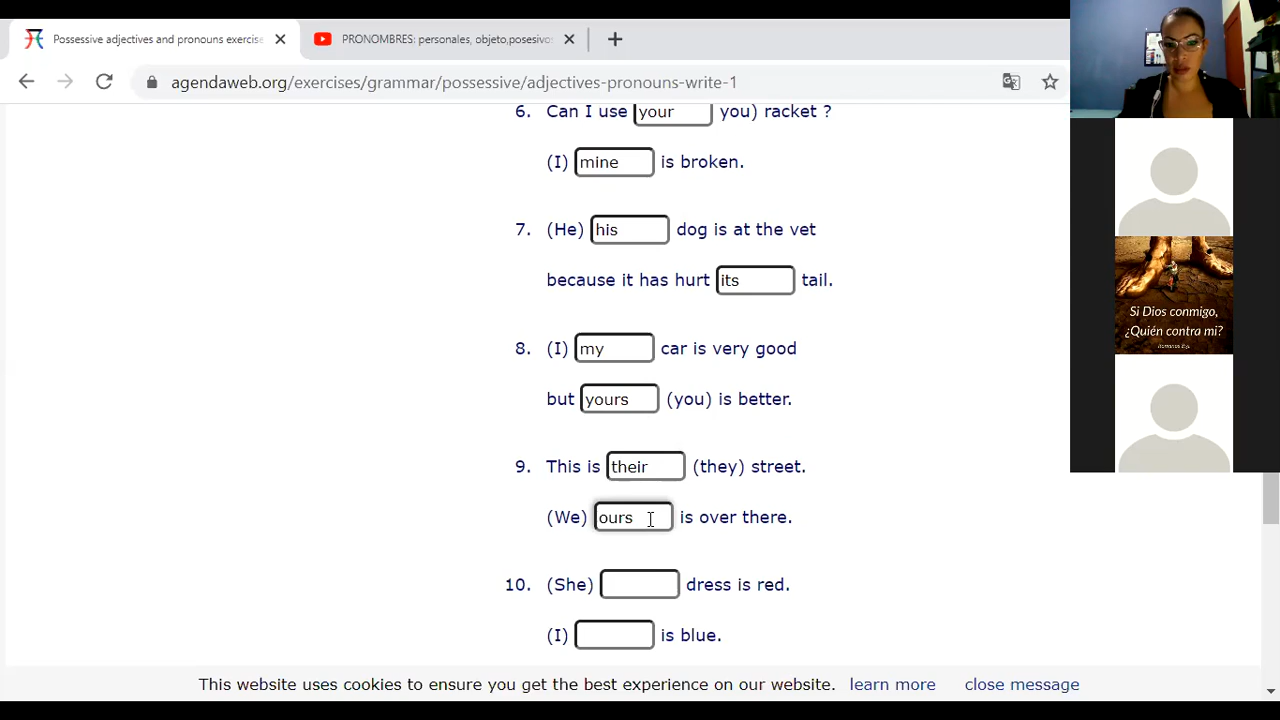 Possessive adjectives and pronouns exercise
PRONOMBRES: personales, objeto,posesivos
agendaweb.org/exercises/grammar/possessive/adjectives-pronouns-write-1
6. Can I use your you) racket ?
(I) mine is broken.
7. (He) his dog is at the vet
because it has hurt its tail.
8. (I) my car is very good
but yours (you) is better.
9. This is their (they) street.
(We) ours is over there.
10. (She) dress is red.
(I) is blue.
This website uses cookies to ensure you get the best experience on our website. learn more close message
Si Dios conmigo,
¿Quién contra mi?